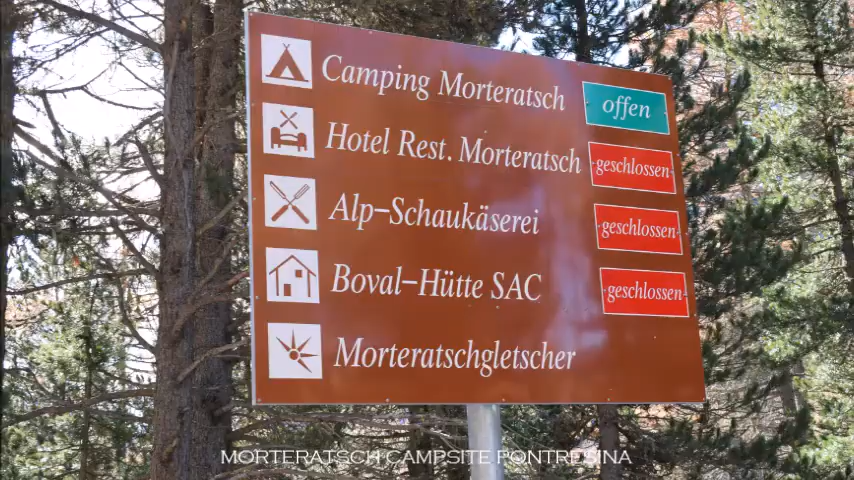 Camping Morteratsch offen
Hotel Rest. Morteratsch geschlossen
Alp-Schaukäserei geschlossen
Boval-Hütte SAC geschlossen
Morteratschgletscher
MORTERATSCH CAMPSITE PONTRESINA